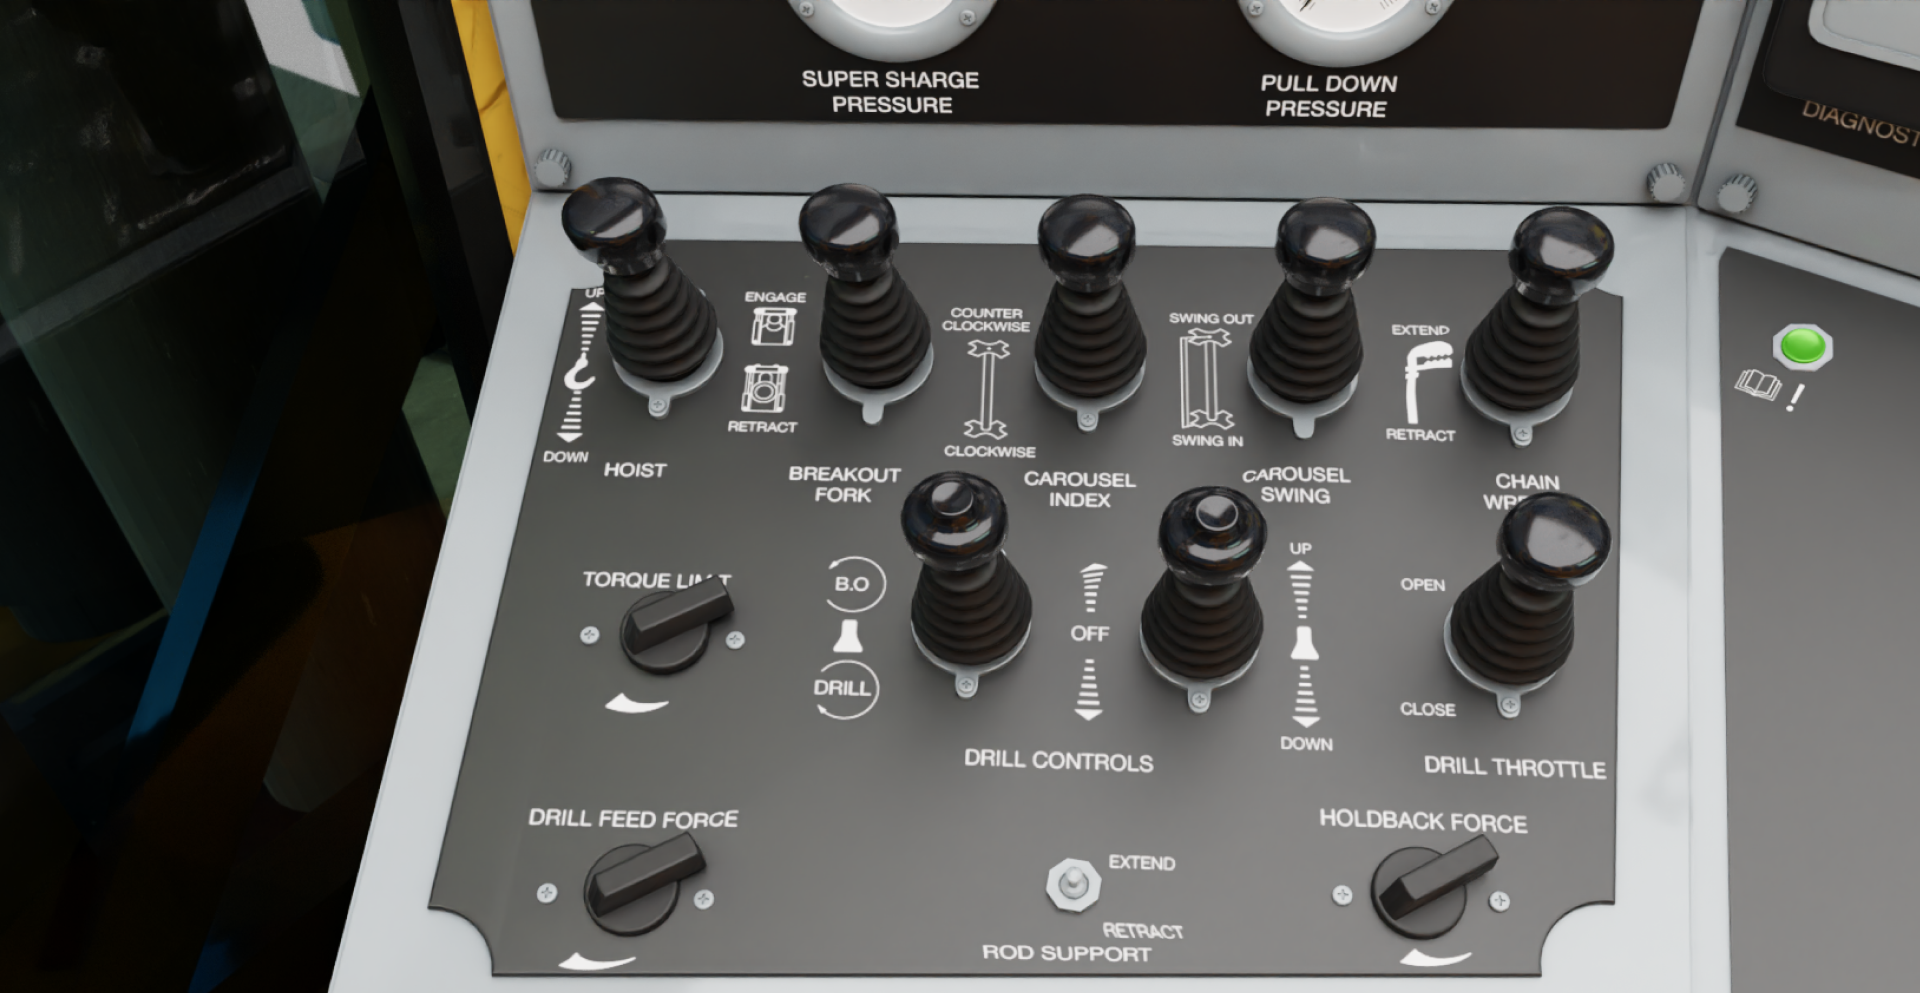 SUPER SHARGE
PRESSURE
PULL DOWN
PRESSURE
UP
DOWN
HOIST
ENGAGE
RETRACT
BREAKOUT
FORK
COUNTER
CLOCKWISE
CLOCKWISE
CAROUSEL
INDEX
SWING OUT
SWING IN
CAROUSEL
SWING
EXTEND
RETRACT
CHAIN
TORQUE
B.O
DRILL
OFF
DRILL CONTROLS
UP
DOWN
OPEN
CLOSE
DRILL THROTTLE
DRILL FEED FORCE
EXTEND
RETRACT
ROD SUPPORT
HOLDBACK FORCE
!